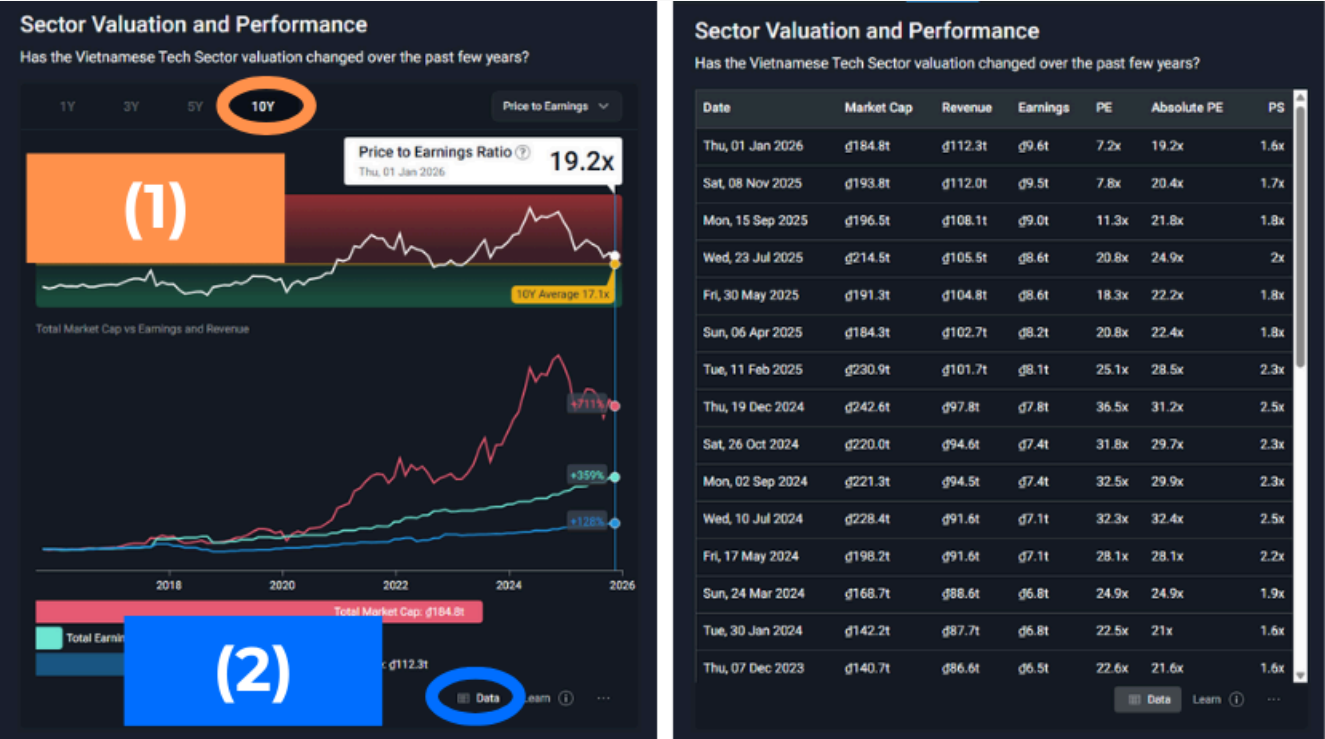 Sector Valuation and Performance
Has the Vietnamese Tech Sector valuation changed over the past few years?
1Y 3Y 5Y 10Y Price to Earnings
Price to Earnings Ratio ? 19.2x
Thu, 01 Jan 2026
(1)
10Y Average 17.1x
Total Market Cap vs Earnings and Revenue
+711%
+359%
+128%
2018 2020 2022 2024 2026
Total Market Cap: ₫184.8t
Total Earnin
: ₫112.3t
(2)
Data Learn i ...
Sector Valuation and Performance
Has the Vietnamese Tech Sector valuation changed over the past few years?
Date Market Cap Revenue Earnings PE Absolute PE PS
Thu, 01 Jan 2026 ₫184.8t ₫112.3t ₫9.6t 7.2x 19.2x 1.6x
Sat, 08 Nov 2025 ₫193.8t ₫112.0t ₫9.5t 7.8x 20.4x 1.7x
Mon, 15 Sep 2025 ₫196.5t ₫108.1t ₫9.0t 11.3x 21.8x 1.8x
Wed, 23 Jul 2025 ₫214.5t ₫105.5t ₫8.6t 20.8x 24.9x 2x
Fri, 30 May 2025 ₫191.3t ₫104.8t ₫8.6t 18.3x 22.2x 1.8x
Sun, 06 Apr 2025 ₫184.3t ₫102.7t ₫8.2t 20.8x 22.4x 1.8x
Tue, 11 Feb 2025 ₫230.9t ₫101.7t ₫8.1t 25.1x 28.5x 2.3x
Thu, 19 Dec 2024 ₫242.6t ₫97.8t ₫7.8t 36.5x 31.2x 2.5x
Sat, 26 Oct 2024 ₫220.0t ₫94.6t ₫7.4t 31.8x 29.7x 2.3x
Mon, 02 Sep 2024 ₫221.3t ₫94.5t ₫7.4t 32.5x 29.9x 2.3x
Wed, 10 Jul 2024 ₫228.4t ₫91.6t ₫7.1t 32.3x 32.4x 2.5x
Fri, 17 May 2024 ₫198.2t ₫91.6t ₫7.1t 28.1x 28.1x 2.2x
Sun, 24 Mar 2024 ₫168.7t ₫88.6t ₫6.8t 24.9x 24.9x 1.9x
Tue, 30 Jan 2024 ₫142.2t ₫87.7t ₫6.8t 22.5x 21x 1.6x
Thu, 07 Dec 2023 ₫140.7t ₫86.6t ₫6.5t 22.6x 21.6x 1.6x
Data Learn i ...